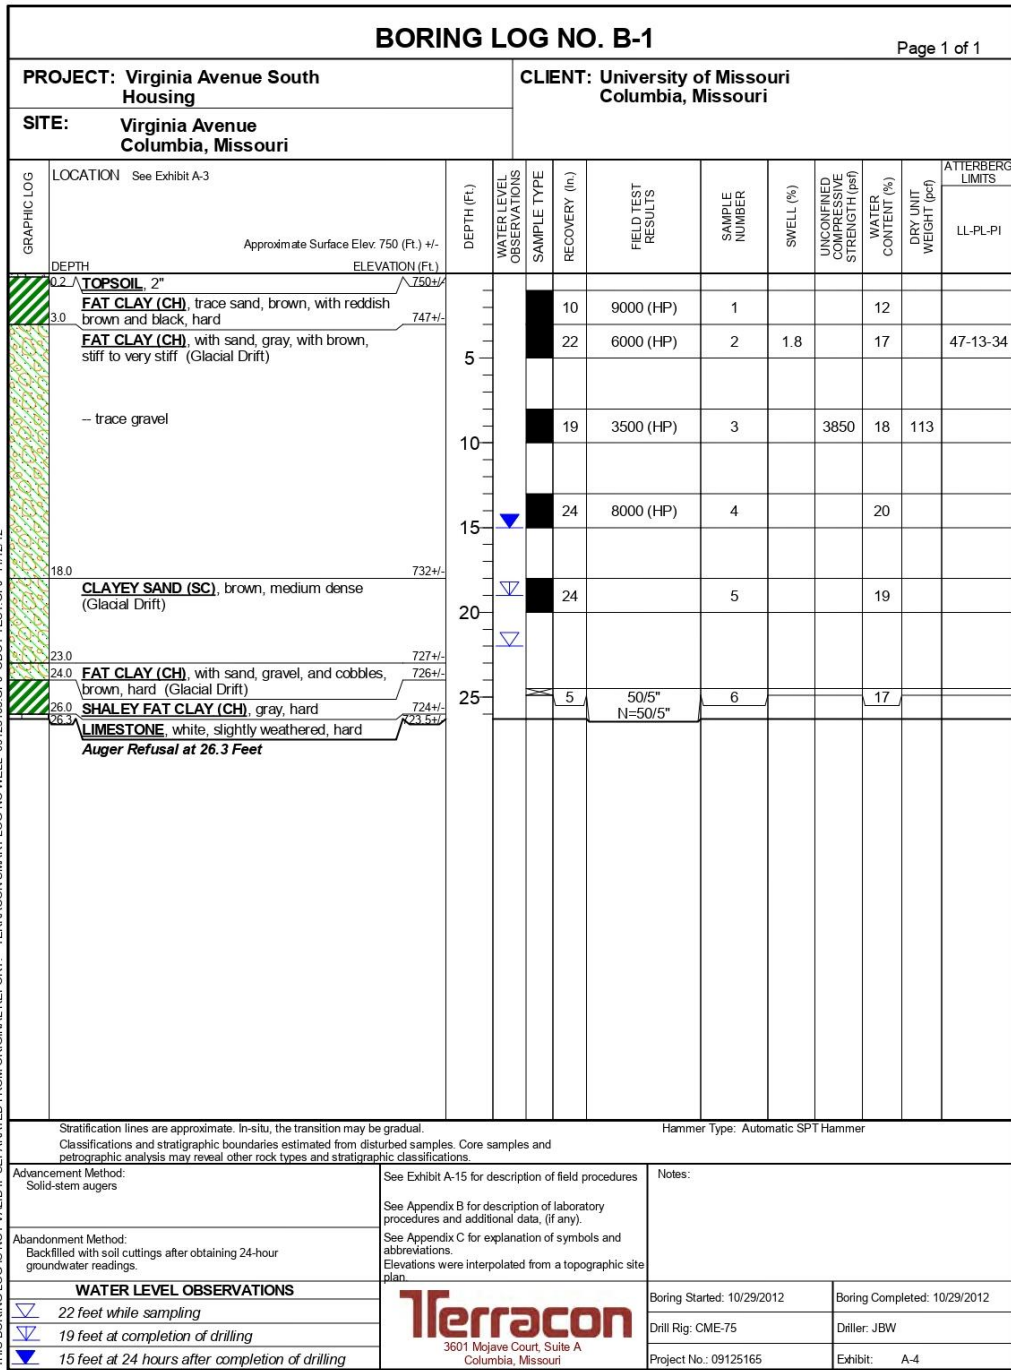 BORING LOG NO. B-1
Page 1 of 1
PROJECT: Virginia Avenue South
Housing
CLIENT: University of Missouri
Columbia, Missouri
SITE: Virginia Avenue
Columbia, Missouri
GRAPHIC LOG
LOCATION See Exhibit A-3
Approximate Surface Elev: 750 (Ft.) +/-
DEPTH ELEVATION (Ft.)
DEPTH (Ft.)
WATER LEVEL
OBSERVATIONS
SAMPLE TYPE
RECOVERY (In.)
FIELD TEST
RESULTS
SAMPLE
NUMBER
SWELL (%)
UNCONFINED
COMPRESSIVE
STRENGTH (psf)
WATER
CONTENT (%)
DRY UNIT
WEIGHT (pcf)
ATTERBERG
LIMITS
LL-PL-PI
0.2 TOPSOIL, 2" 750+/-
FAT CLAY (CH), trace sand, brown, with reddish
brown and black, hard
3.0 747+/-
10 9000 (HP) 1 12
FAT CLAY (CH), with sand, gray, with brown,
stiff to very stiff (Glacial Drift)
22 6000 (HP) 2 1.8 17 47-13-34
5
-- trace gravel
19 3500 (HP) 3 3850 18 113
10
24 8000 (HP) 4 20
15
18.0 732+/-
CLAYEY SAND (SC), brown, medium dense
(Glacial Drift)
24 5 19
20
23.0 727+/-
24.0 FAT CLAY (CH), with sand, gravel, and cobbles, 726+/-
brown, hard (Glacial Drift)
25
5 50/5" 6 17
N=50/5"
26.0 SHALEY FAT CLAY (CH), gray, hard 724+/-
26.3 LIMESTONE, white, slightly weathered, hard 723.5+/-
Auger Refusal at 26.3 Feet
Stratification lines are approximate. In-situ, the transition may be gradual.
Hammer Type: Automatic SPT Hammer
Classifications and stratigraphic boundaries estimated from disturbed samples. Core samples and
petrographic analysis may reveal other rock types and stratigraphic classifications.
Advancement Method:
Solid-stem augers
See Exhibit A-15 for description of field procedures
See Appendix B for description of laboratory
procedures and additional data, (if any).
See Appendix C for explanation of symbols and
abbreviations.
Elevations were interpolated from a topographic site
plan.
Notes:
Abandonment Method:
Backfilled with soil cuttings after obtaining 24-hour
groundwater readings.
WATER LEVEL OBSERVATIONS
22 feet while sampling
19 feet at completion of drilling
15 feet at 24 hours after completion of drilling
Terracon
3601 Mojave Court, Suite A
Columbia, Missouri
Boring Started: 10/29/2012
Boring Completed: 10/29/2012
Drill Rig: CME-75
Driller: JBW
Project No.: 09125165
Exhibit: A-4